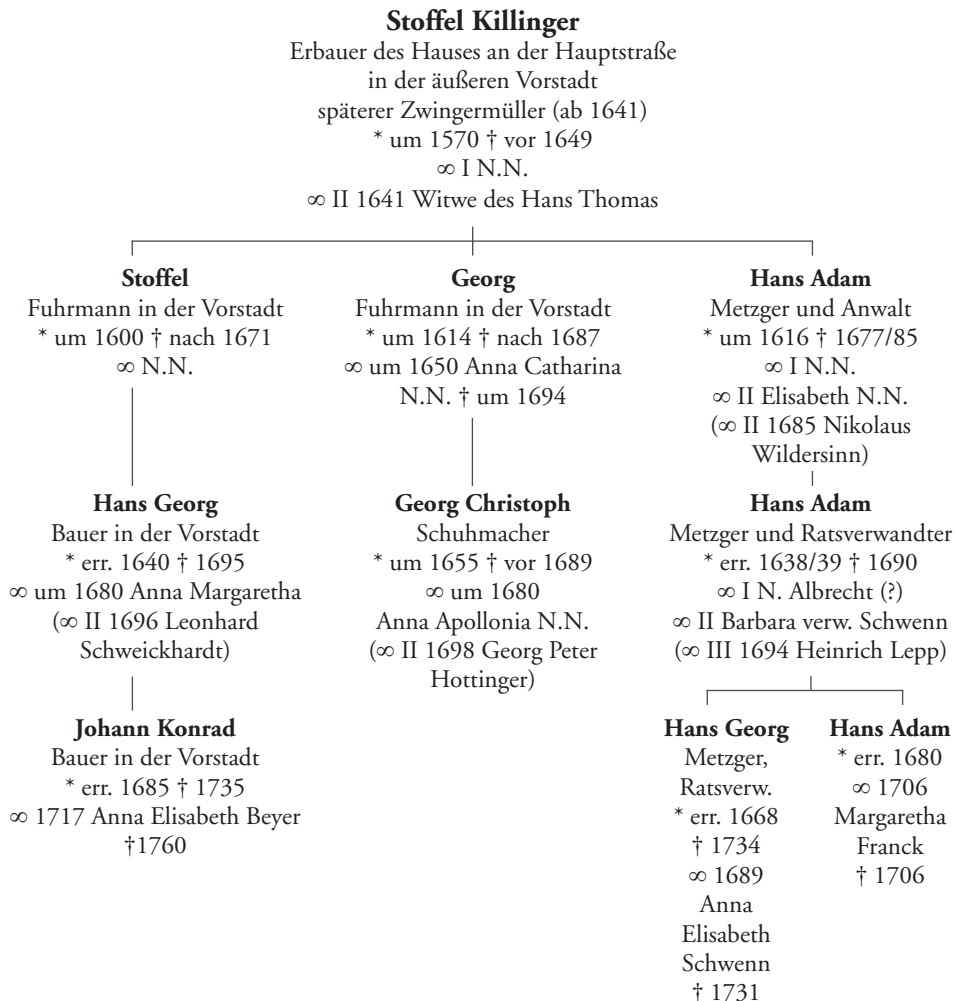 Stoffel Killinger
Erbauer des Hauses an der Hauptstraße
in der äußeren Vorstadt
späterer Zwingermüller (ab 1641)
* um 1570 † vor 1649
∞ I N.N.
∞ II 1641 Witwe des Hans Thomas
Stoffel
Fuhrmann in der Vorstadt
* um 1600 † nach 1671
∞ N.N.
Georg
Fuhrmann in der Vorstadt
* um 1614 † nach 1687
∞ um 1650 Anna Catharina
N.N. † um 1694
Hans Adam
Metzger und Anwalt
* um 1616 † 1677/85
∞ I N.N.
∞ II Elisabeth N.N.
(∞ II 1685 Nikolaus
Wildersinn)
Hans Georg
Bauer in der Vorstadt
* err. 1640 † 1695
∞ um 1680 Anna Margaretha
(∞ II 1696 Leonhard
Schweickhardt)
Georg Christoph
Schuhmacher
* um 1655 † vor 1689
∞ um 1680
Anna Apollonia N.N.
(∞ II 1698 Georg Peter
Hottinger)
Hans Adam
Metzger und Ratsverwandter
* err. 1638/39 † 1690
∞ I N. Albrecht (?)
∞ II Barbara verw. Schwenn
(∞ III 1694 Heinrich Lepp)
Johann Konrad
Bauer in der Vorstadt
* err. 1685 † 1735
∞ 1717 Anna Elisabeth Beyer
†1760
Hans Georg
Metzger,
Ratsverw.
* err. 1668
† 1734
∞ 1689
Anna
Elisabeth
Schwenn
† 1731
Hans Adam
* err. 1680
∞ 1706
Margaretha
Franck
† 1706